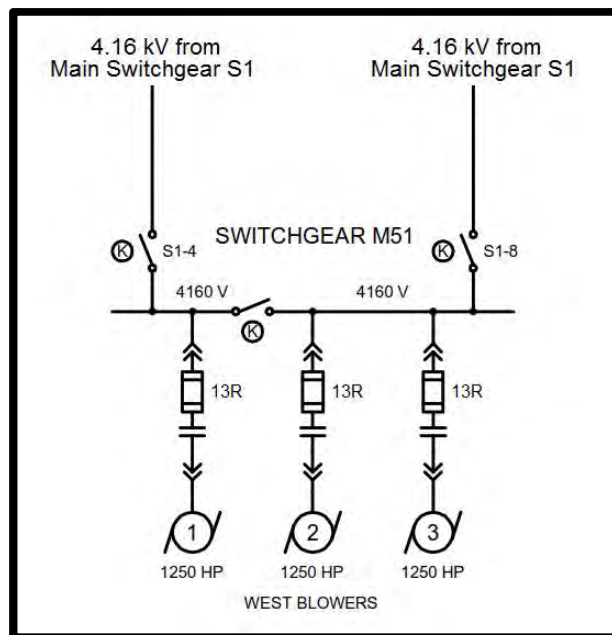 4.16 kV from
Main Switchgear S1
4.16 kV from
Main Switchgear S1
SWITCHGEAR M51
K
S1-4
K
S1-8
4160 V
4160 V
K
13R
13R
13R
1
2
3
1250 HP
1250 HP
1250 HP
WEST BLOWERS